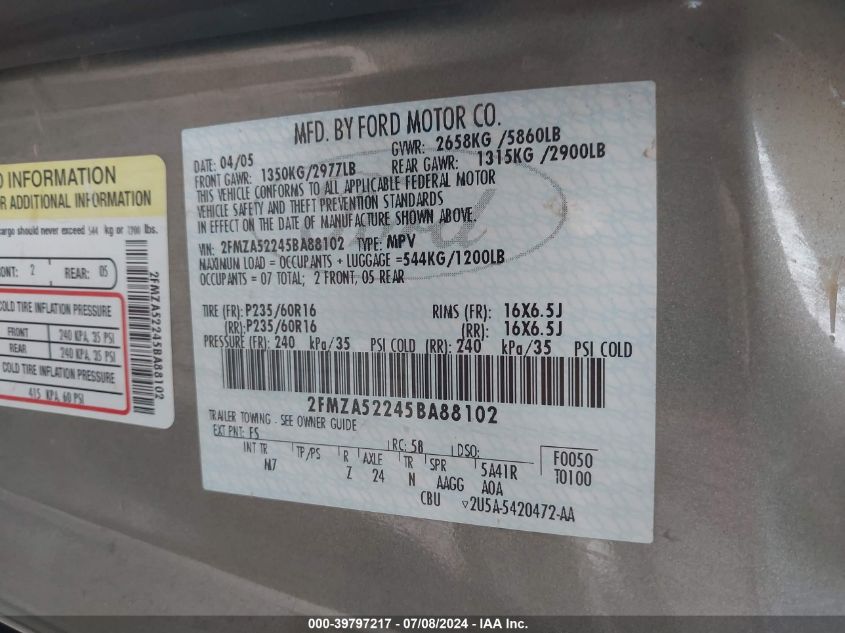 MFD. BY FORD MOTOR CO.
DATE: 04/05
GVWR: 2658KG /5860LB
FRONT GAWR: 1350KG/2977LB
REAR GAWR: 1315KG /2900LB
THIS VEHICLE CONFORMS TO ALL APPLICABLE FEDERAL MOTOR
VEHICLE SAFETY AND THEFT PREVENTION STANDARDS
IN EFFECT ON THE DATE OF MANUFACTURE SHOWN ABOVE.
VIN: 2FMZA52245BA88102 TYPE: MPV
MAXIMUM LOAD = OCCUPANTS + LUGGAGE =544KG/1200LB
OCCUPANTS = 07 TOTAL; 2 FRONT, 05 REAR
TIRE (FR): P235/60R16 RIMS (FR): 16X6.5J
(RR): P235/60R16 (RR): 16X6.5J
PRESSURE (FR): 240 kPa/35 PSI COLD (RR): 240 kPa/35 PSI COLD
2FMZA52245BA88102
TRAILER TOWING - SEE OWNER GUIDE
EXT PNT: FS RC: 58 DSO:
INT TR TP/PS R AXLE TR SPR 5A41R F0050
M7 Z 24 N AAGG AOA T0100
CBU ▽2U5A-5420472-AA
O INFORMATION
R ADDITIONAL INFORMATION
cargo should never exceed 544 kg or 1200 lbs.
ONT: 2 REAR: 05
COLD TIRE INFLATION PRESSURE
FRONT 240 KPA, 35 PSI
REAR 240 KPA, 35 PSI
COLD TIRE INFLATION PRESSURE
415 KPA, 60 PSI
2FMZA52245BA88102
000-39797217 - 07/08/2024 - IAA Inc.